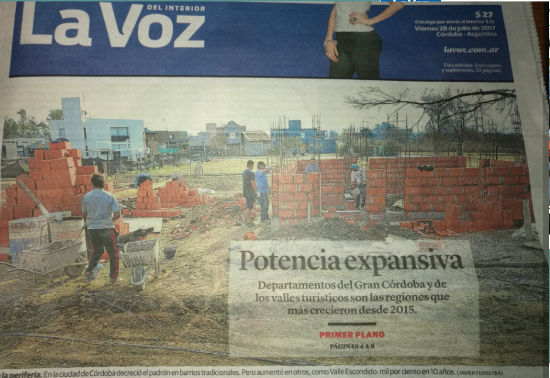 La Voz
DEL INTERIOR
$ 27
Viernes 28 de julio de 2017
Córdoba - Argentina
lavoz.com.ar
Potencia expansiva
Departamentos del Gran Córdoba y de
los valles turísticos son las regiones que
más crecieron desde 2015.
PRIMER PLANO
PÁGINAS 4 A 8
la periferia. En la ciudad de Córdoba decreció el padrón en barrios tradicionales. Pero aumentó en otros, como Valle Escondido: mil por ciento en 10 años. (JAVIER FERREYRA)